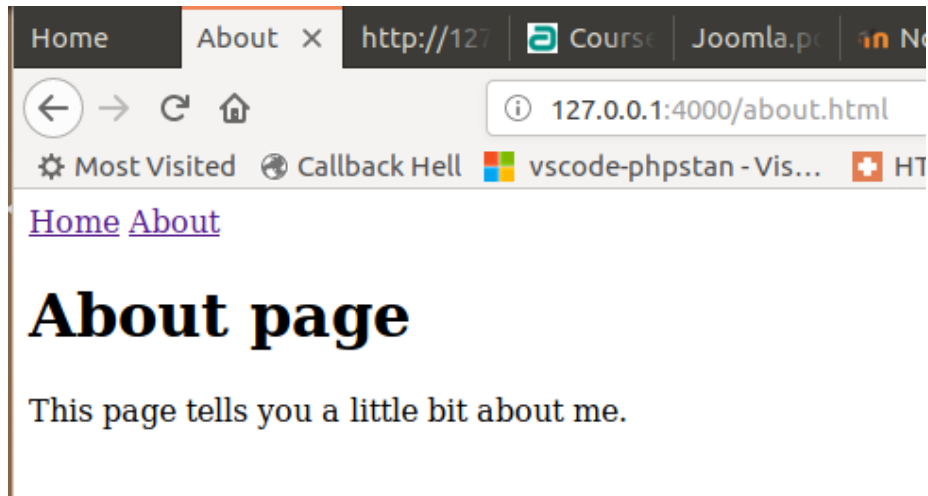 Home About × http://127 Course Joomla.p No
127.0.0.1:4000/about.html
Most Visited Callback Hell vscode-phpstan - Vis... HT
Home About
About page
This page tells you a little bit about me.